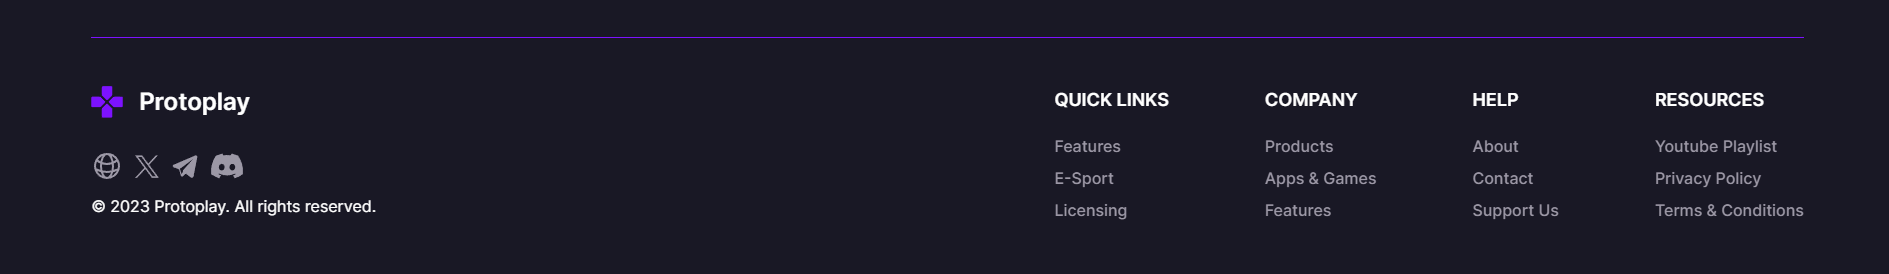 Protoplay
© 2023 Protoplay. All rights reserved.
QUICK LINKS
Features
E-Sport
Licensing
COMPANY
Products
Apps & Games
Features
HELP
About
Contact
Support Us
RESOURCES
Youtube Playlist
Privacy Policy
Terms & Conditions